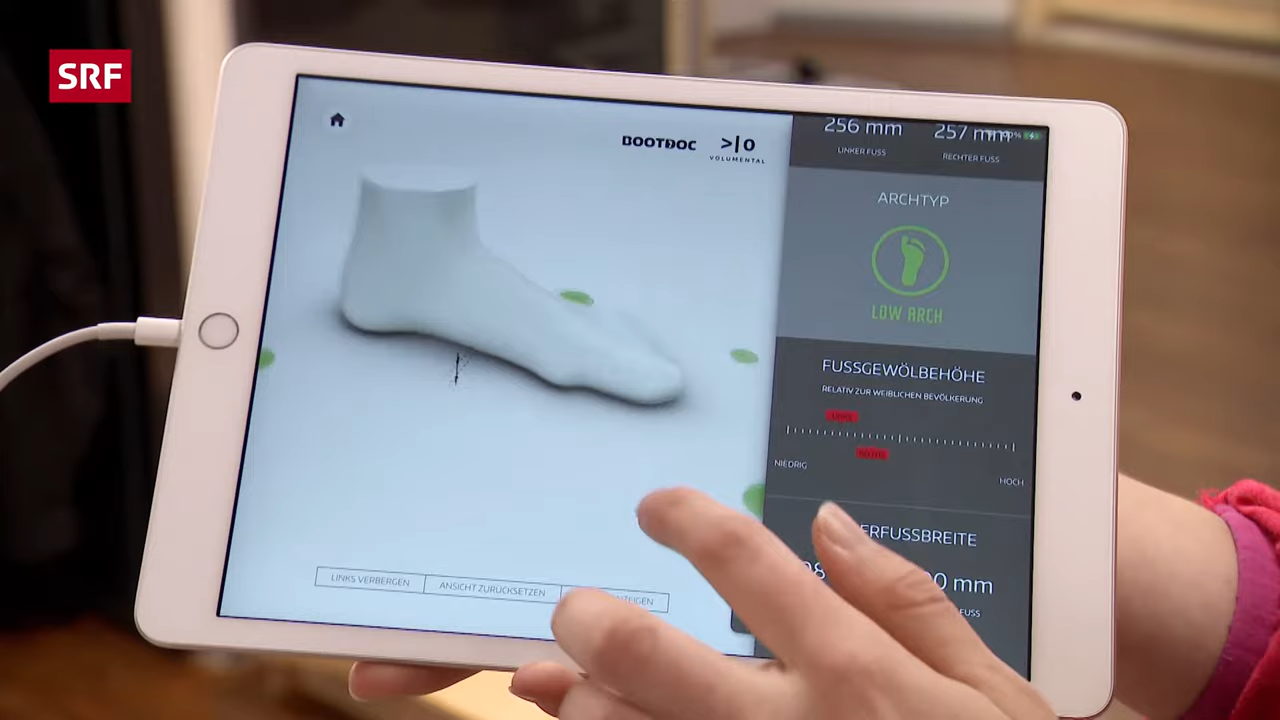 SRF
BOOTDOC
>|0
VOLUMENTAL
256 mm
257 mm
LINKER FUSS
RECHTER FUSS
ARCHTYP
LOW ARCH
FUSSGEWÖLBEHÖHE
RELATIV ZUR WEIBLICHEN BEVÖLKERUNG
NIEDRIG
HOCH
ERFUSSBREITE
0 mm
FUSS
LINKS VERBERGEN
ANSICHT ZURÜCKSETZEN